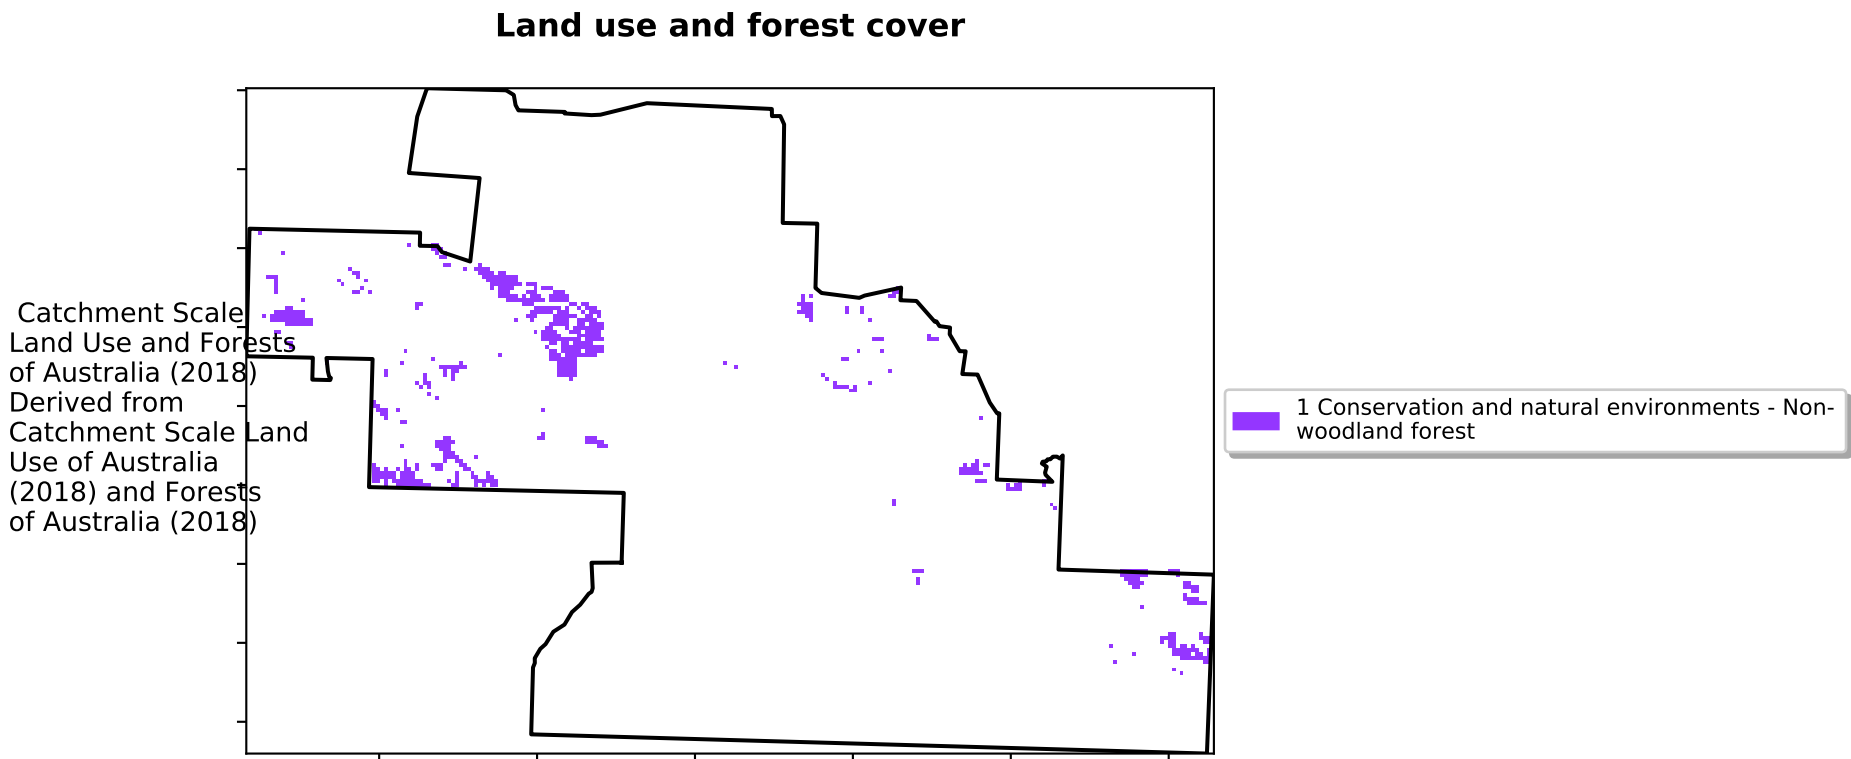 Land use and forest cover
Catchment Scale
Land Use and Forests
of Australia (2018)
Derived from
Catchment Scale Land
Use of Australia
(2018) and Forests
of Australia (2018)
1 Conservation and natural environments - Non-
woodland forest